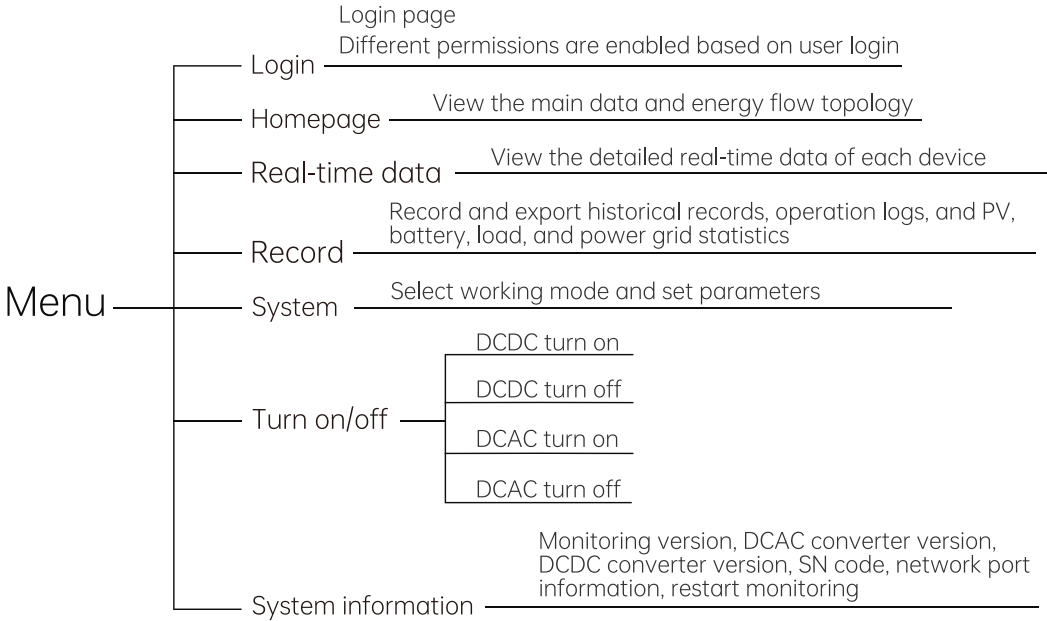 Login page
Different permissions are enabled based on user login
Login
View the main data and energy flow topology
Homepage
View the detailed real-time data of each device
Real-time data
Record and export historical records, operation logs, and PV,
battery, load, and power grid statistics
Record
Menu
Select working mode and set parameters
System
DCDC turn on
DCDC turn off
Turn on/off
DCAC turn on
DCAC turn off
Monitoring version, DCAC converter version,
DCDC converter version, SN code, network port
information, restart monitoring
System information